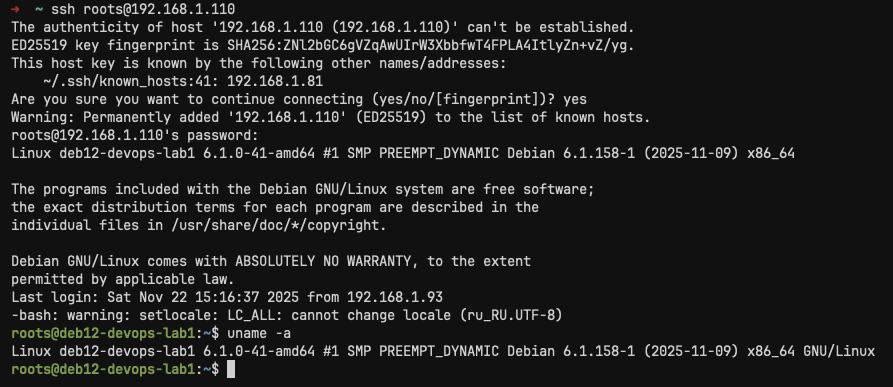 → ~ ssh roots@192.168.1.110
The authenticity of host '192.168.1.110 (192.168.1.110)' can't be established.
ED25519 key fingerprint is SHA256:ZNl2bGC6gVZqAwUIrW3XbbfwT4FPLA4ItlyZn+vZ/yg.
This host key is known by the following other names/addresses:
    ~/.ssh/known_hosts:41: 192.168.1.81
Are you sure you want to continue connecting (yes/no/[fingerprint])? yes
Warning: Permanently added '192.168.1.110' (ED25519) to the list of known hosts.
roots@192.168.1.110's password:
Linux deb12-devops-lab1 6.1.0-41-amd64 #1 SMP PREEMPT_DYNAMIC Debian 6.1.158-1 (2025-11-09) x86_64

The programs included with the Debian GNU/Linux system are free software;
the exact distribution terms for each program are described in the
individual files in /usr/share/doc/*/copyright.

Debian GNU/Linux comes with ABSOLUTELY NO WARRANTY, to the extent
permitted by applicable law.
Last login: Sat Nov 22 15:16:37 2025 from 192.168.1.93
-bash: warning: setlocale: LC_ALL: cannot change locale (ru_RU.UTF-8)
roots@deb12-devops-lab1:~$ uname -a
Linux deb12-devops-lab1 6.1.0-41-amd64 #1 SMP PREEMPT_DYNAMIC Debian 6.1.158-1 (2025-11-09) x86_64 GNU/Linux
roots@deb12-devops-lab1:~$